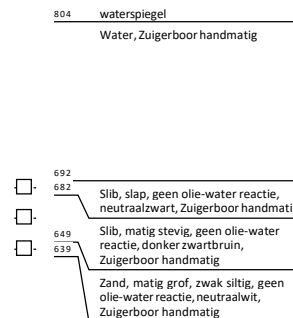 804 waterspiegel
Water, Zuigerboor handmatig
692
682
Slib, slap, geen olie-water reactie,
neutraalzwart, Zuigerboor handmati
649
639
Slib, matig stevig, geen olie-water
reactie, donker zwartbruin,
Zuigerboor handmatig
Zand, matig grof, zwak siltig, geen
olie-water reactie, neutraalwit,
Zuigerboor handmatig